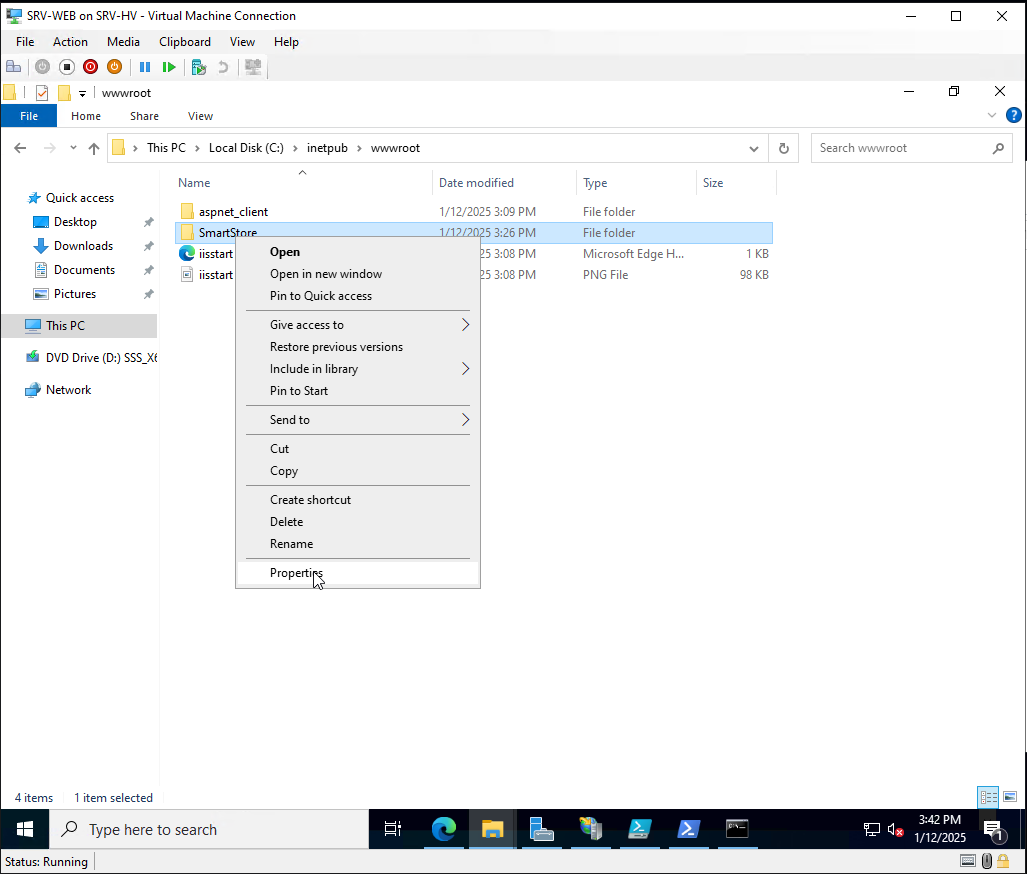 SRV-WEB on SRV-HV - Virtual Machine Connection
File Action Media Clipboard View Help
wwwroot
File Home Share View
This PC Local Disk (C:) inetpub wwwroot
Search wwwroot
Quick access
Desktop
Downloads
Documents
Pictures
This PC
DVD Drive (D:) SSS_X6
Network
Name Date modified Type Size
aspnet_client 1/12/2025 3:09 PM File folder
SmartStore 1/12/2025 3:26 PM File folder
iisstart 25 3:08 PM Microsoft Edge H... 1 KB
iisstart 25 3:08 PM PNG File 98 KB
Open
Open in new window
Pin to Quick access
Give access to
Restore previous versions
Include in library
Pin to Start
Send to
Cut
Copy
Create shortcut
Delete
Rename
Properties
4 items 1 item selected
Type here to search
3:42 PM
1/12/2025
1
Status: Running